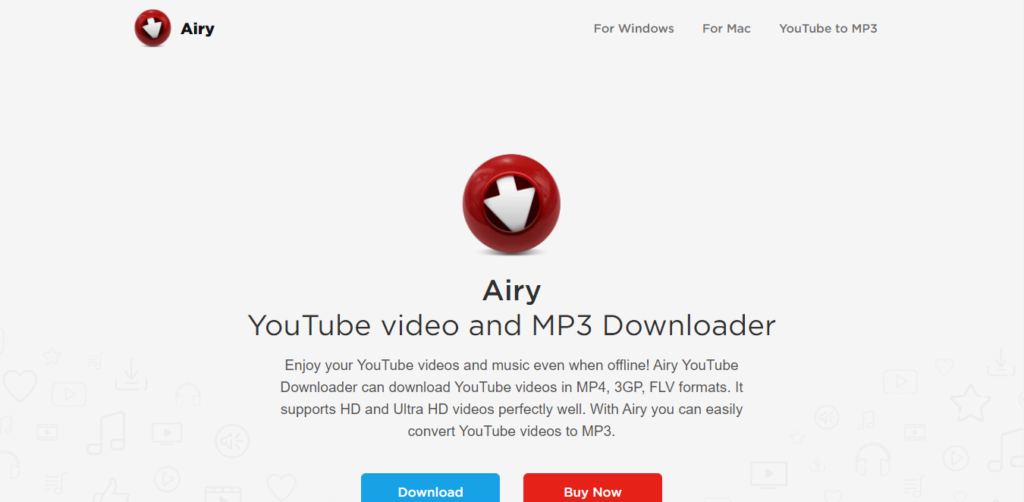 Airy
For Windows
For Mac
YouTube to MP3
Airy
YouTube video and MP3 Downloader
Enjoy your YouTube videos and music even when offline! Airy YouTube
Downloader can download YouTube videos in MP4, 3GP, FLV formats. It
supports HD and Ultra HD videos perfectly well. With Airy you can easily
convert YouTube videos to MP3.
Download
Buy Now